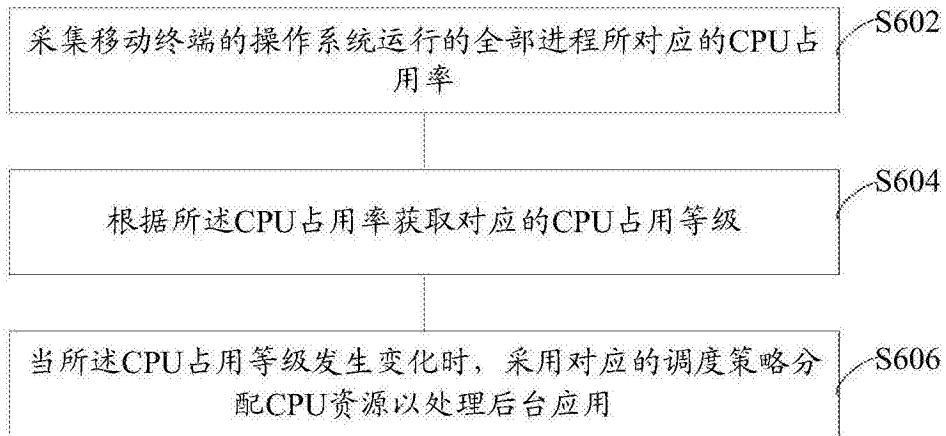 采集移动终端的操作系统运行的全部进程所对应的CPU占
用率
S602
根据所述CPU占用率获取对应的CPU占用等级
S604
当所述CPU占用等级发生变化时，采用对应的调度策略分
配CPU资源以处理后台应用
S606